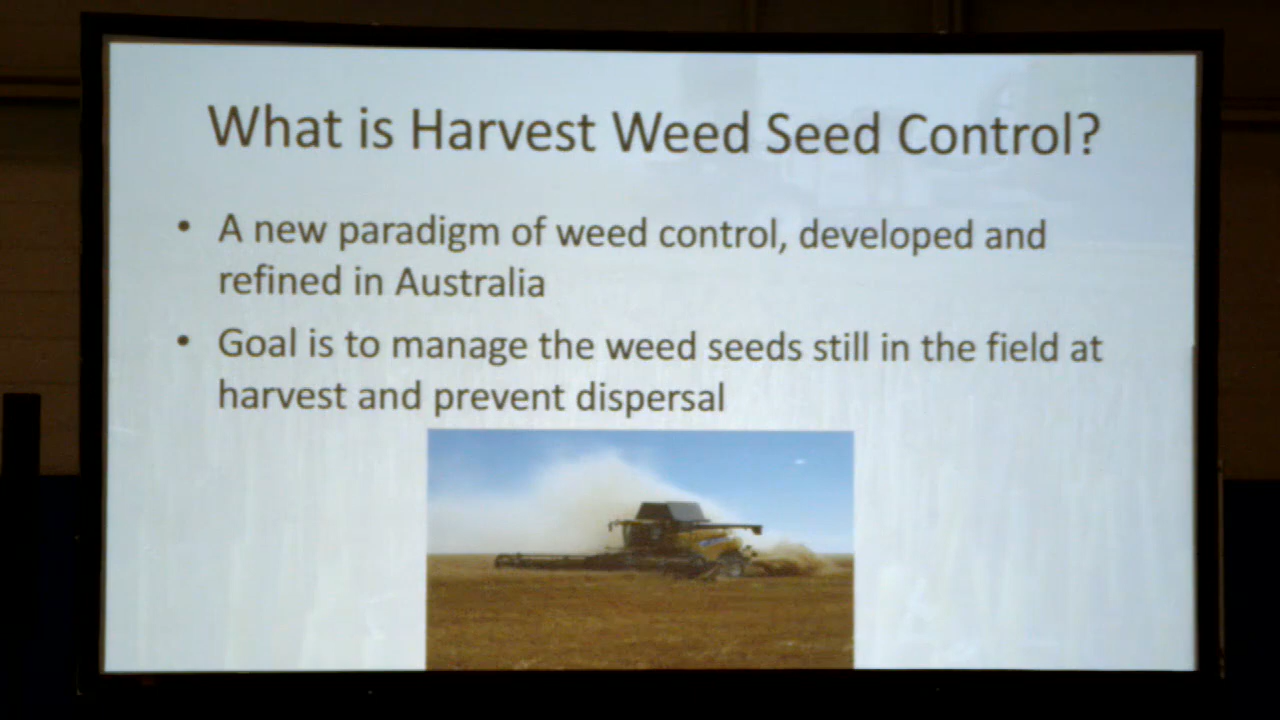 What is Harvest Weed Seed Control?
• A new paradigm of weed control, developed and
refined in Australia
• Goal is to manage the weed seeds still in the field at
harvest and prevent dispersal